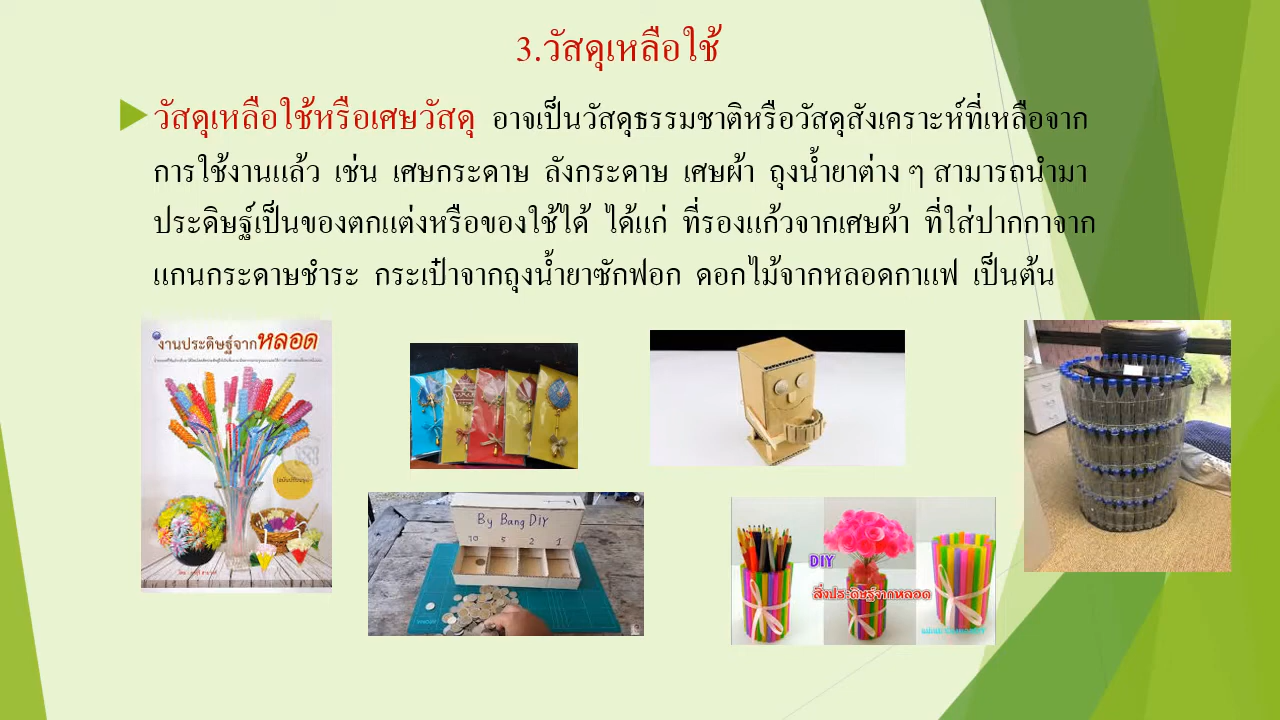 3.วัสดุเหลือใช้
วัสดุเหลือใช้หรือเศษวัสดุ อาจเป็นวัสดุธรรมชาติหรือวัสดุสังเคราะห์ที่เหลือจาก
การใช้งานแล้ว เช่น เศษกระดาษ ลังกระดาษ เศษผ้า ถุงน้ำยาต่าง ๆ สามารถนำมา
ประดิษฐ์เป็นของตกแต่งหรือของใช้ได้ ได้แก่ ที่รองแก้วจากเศษผ้า ที่ใส่ปากกาจาก
แกนกระดาษชำระ กระเป๋าจากถุงน้ำยาซักฟอก ดอกไม้จากหลอดกาแฟ เป็นต้น
งานประดิษฐ์จากหลอด
By Bang DIY
10 5 2 1
DIY
สิ่งประดิษฐ์จากหลอด